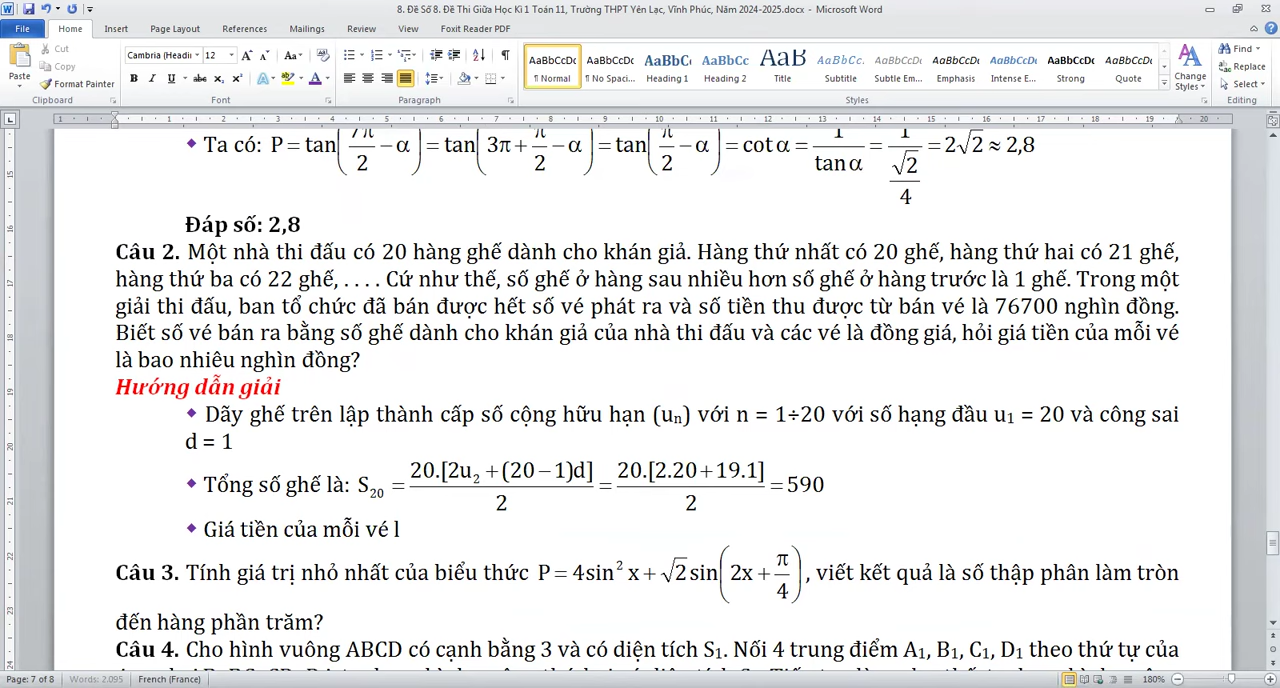 8. Đề Số 8. Đề Thi Giữa Học Kì 1 Toán 11, Trường THPT Yên Lạc, Vĩnh Phúc, Năm 2024-2025.docx - Microsoft Word
File Home Insert Page Layout References Mailings Review View Foxit Reader PDF
Cut
Copy
Format Painter
Paste
Clipboard
Cambria (Headi 12
Font
Paragraph
AaBbCcDc AaBbCcDc AaBbC AaBbCc AaB AaBbCc. AaBbCcDc AaBbCcDc AaBbCcDc AaBbCcDc AaBbCcDc
¶ Normal ¶ No Spaci... Heading 1 Heading 2 Title Subtitle Subtle Em... Emphasis Intense E... Strong Quote
Styles
Change Styles
Find
Replace
Select
Editing
Ta có: P = tan(7π/2 − α) = tan(3π + π/2 − α) = tan(π/2 − α) = cot α = 1/tan α = 1/(√2/4) = 2√2 ≈ 2,8
Đáp số: 2,8
Câu 2. Một nhà thi đấu có 20 hàng ghế dành cho khán giả. Hàng thứ nhất có 20 ghế, hàng thứ hai có 21 ghế,
hàng thứ ba có 22 ghế, . . . . Cứ như thế, số ghế ở hàng sau nhiều hơn số ghế ở hàng trước là 1 ghế. Trong một
giải thi đấu, ban tổ chức đã bán được hết số vé phát ra và số tiền thu được từ bán vé là 76700 nghìn đồng.
Biết số vé bán ra bằng số ghế dành cho khán giả của nhà thi đấu và các vé là đồng giá, hỏi giá tiền của mỗi vé
là bao nhiêu nghìn đồng?
Hướng dẫn giải
Dãy ghế trên lập thành cấp số cộng hữu hạn (uₙ) với n = 1÷20 với số hạng đầu u₁ = 20 và công sai
d = 1
Tổng số ghế là: S₂₀ = 20.[2u₂ + (20 − 1)d]/2 = 20.[2.20 + 19.1]/2 = 590
Giá tiền của mỗi vé l
Câu 3. Tính giá trị nhỏ nhất của biểu thức P = 4sin² x + √2 sin(2x + π/4), viết kết quả là số thập phân làm tròn
đến hàng phần trăm?
Câu 4. Cho hình vuông ABCD có cạnh bằng 3 và có diện tích S₁. Nối 4 trung điểm A₁, B₁, C₁, D₁ theo thứ tự của
Page: 7 of 8 Words: 2.095 French (France) 180%